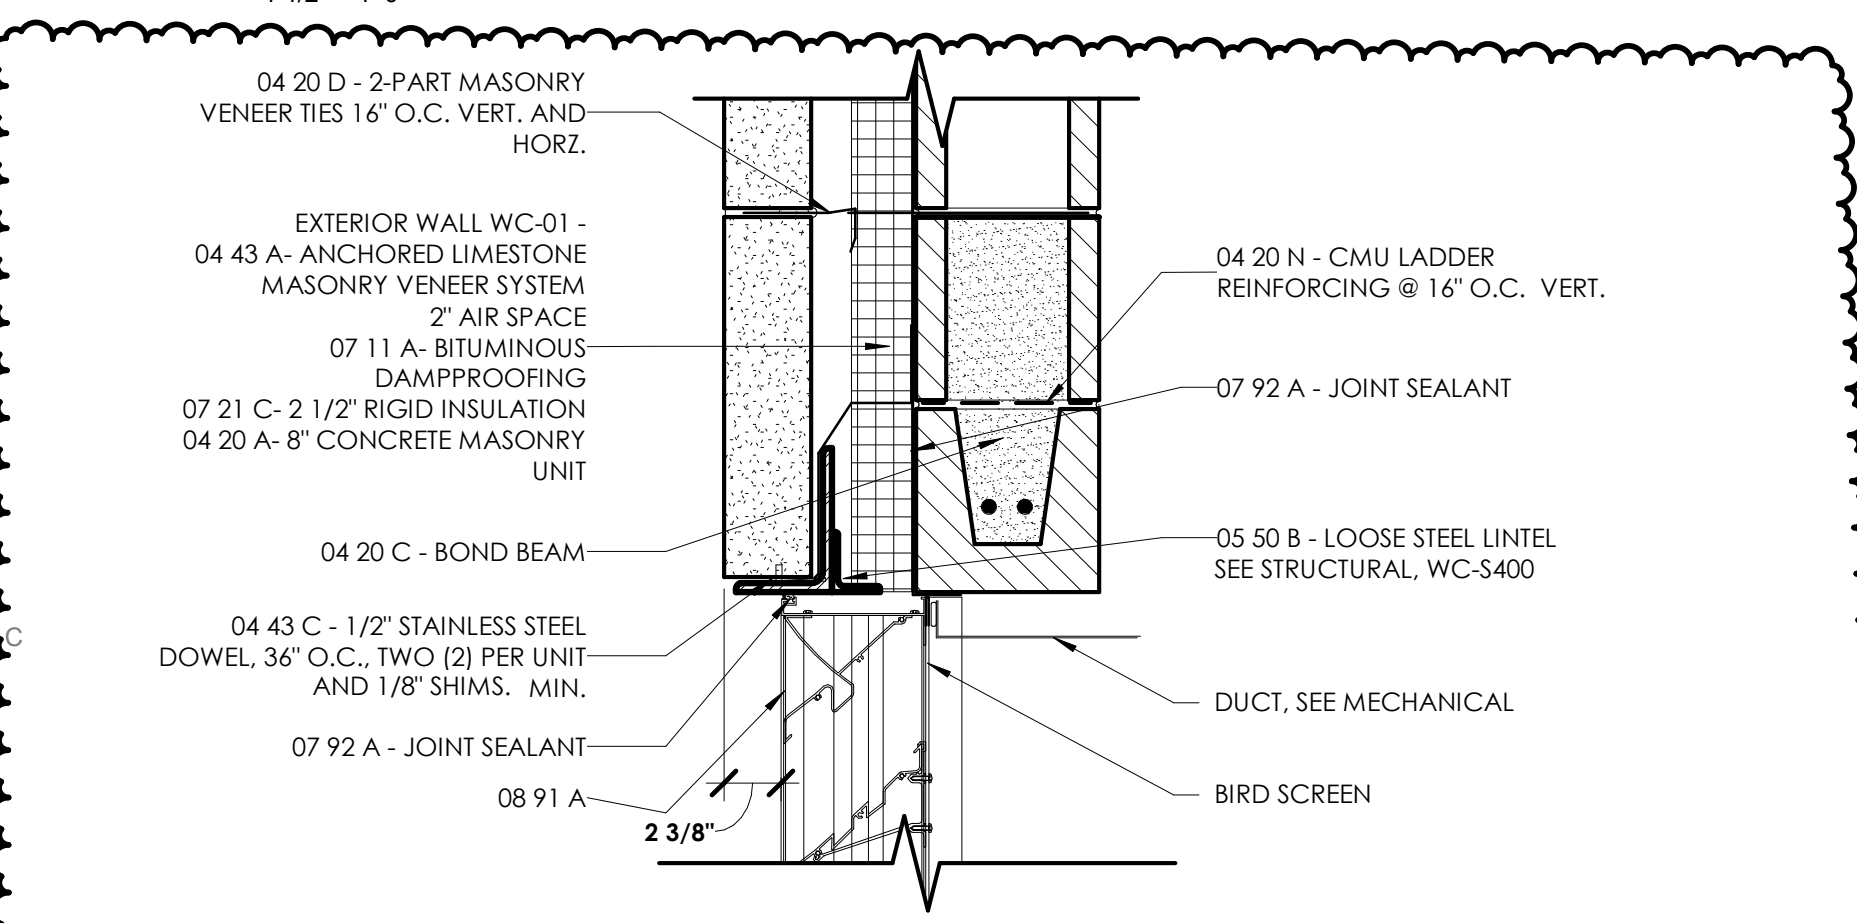 04 20 D - 2-PART MASONRY
VENEER TIES 16" O.C. VERT. AND
HORZ.
EXTERIOR WALL WC-01 -
04 43 A- ANCHORED LIMESTONE
MASONRY VENEER SYSTEM
2" AIR SPACE
07 11 A- BITUMINOUS
DAMPPROOFING
07 21 C- 2 1/2" RIGID INSULATION
04 20 A- 8" CONCRETE MASONRY
UNIT
04 20 C - BOND BEAM
04 43 C - 1/2" STAINLESS STEEL
DOWEL, 36" O.C., TWO (2) PER UNIT
AND 1/8" SHIMS. MIN.
07 92 A - JOINT SEALANT
08 91 A
2 3/8"
04 20 N - CMU LADDER
REINFORCING @ 16" O.C. VERT.
07 92 A - JOINT SEALANT
05 50 B - LOOSE STEEL LINTEL
SEE STRUCTURAL, WC-S400
DUCT, SEE MECHANICAL
BIRD SCREEN
C